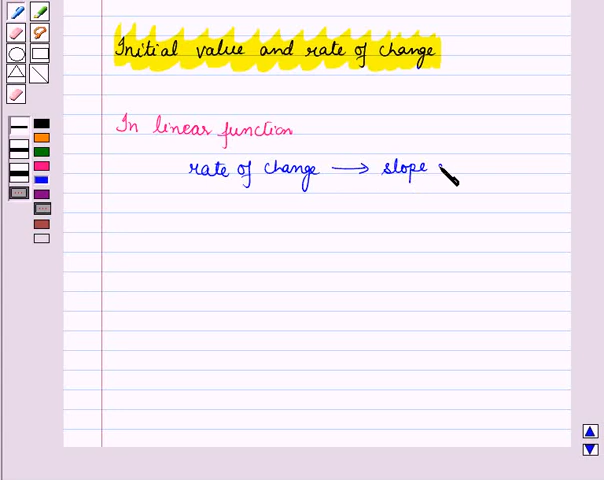 Initial value and rate of change
In linear function
rate of change → slope